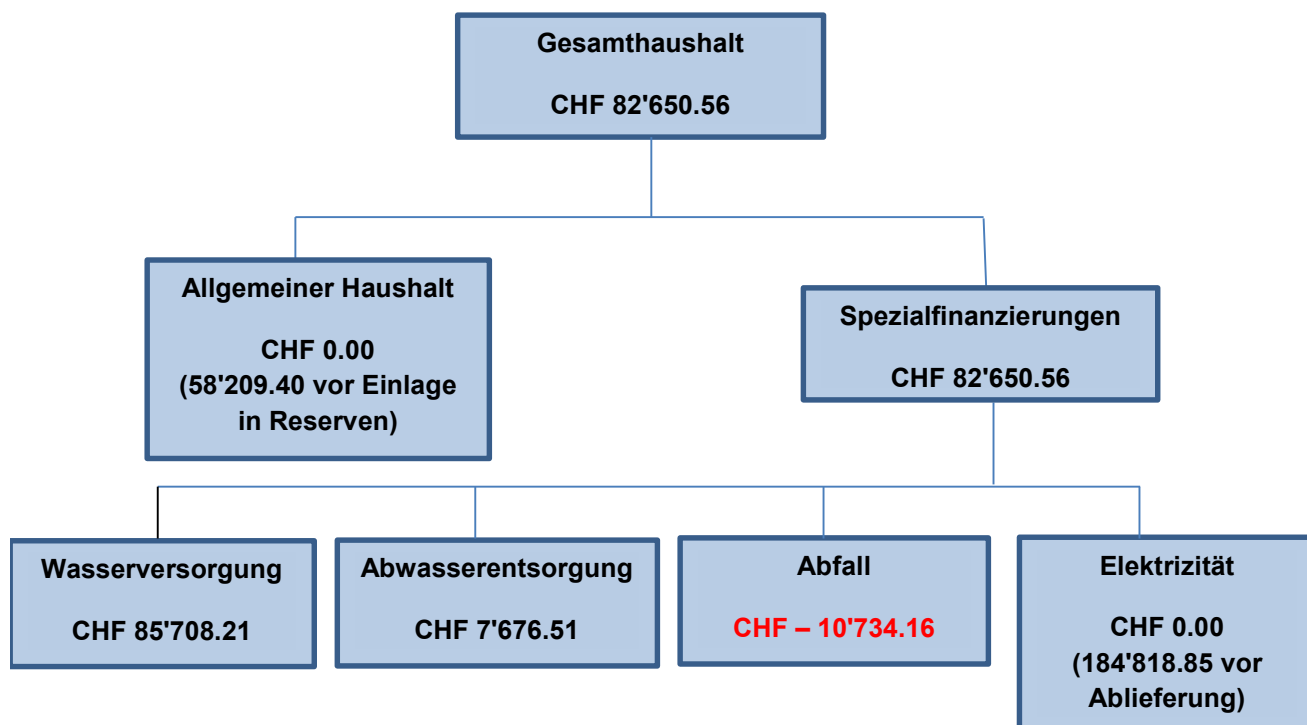 Gesamthaushalt
CHF 82'650.56
Allgemeiner Haushalt
CHF 0.00
(58'209.40 vor Einlage
in Reserven)
Spezialfinanzierungen
CHF 82'650.56
Wasserversorgung
CHF 85'708.21
Abwasserentsorgung
CHF 7'676.51
Abfall
CHF – 10'734.16
Elektrizität
CHF 0.00
(184'818.85 vor
Ablieferung)